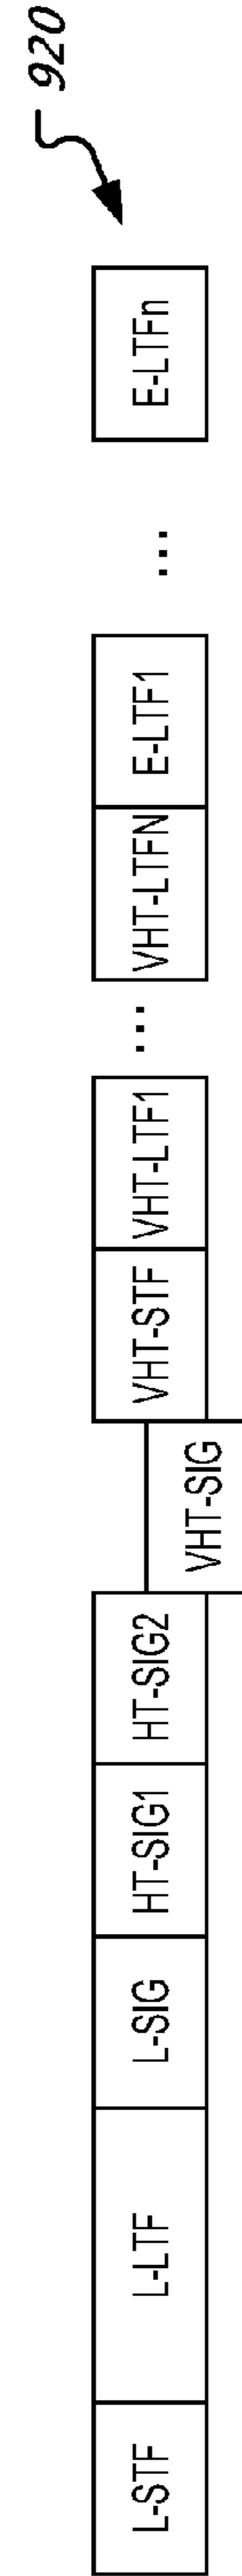 920
L-STF
L-LTF
L-SIG
HT-SIG1
HT-SIG2
VHT-SIG
VHT-STF
VHT-LTF1
...
VHT-LTFN
E-LTF1
...
E-LTFn